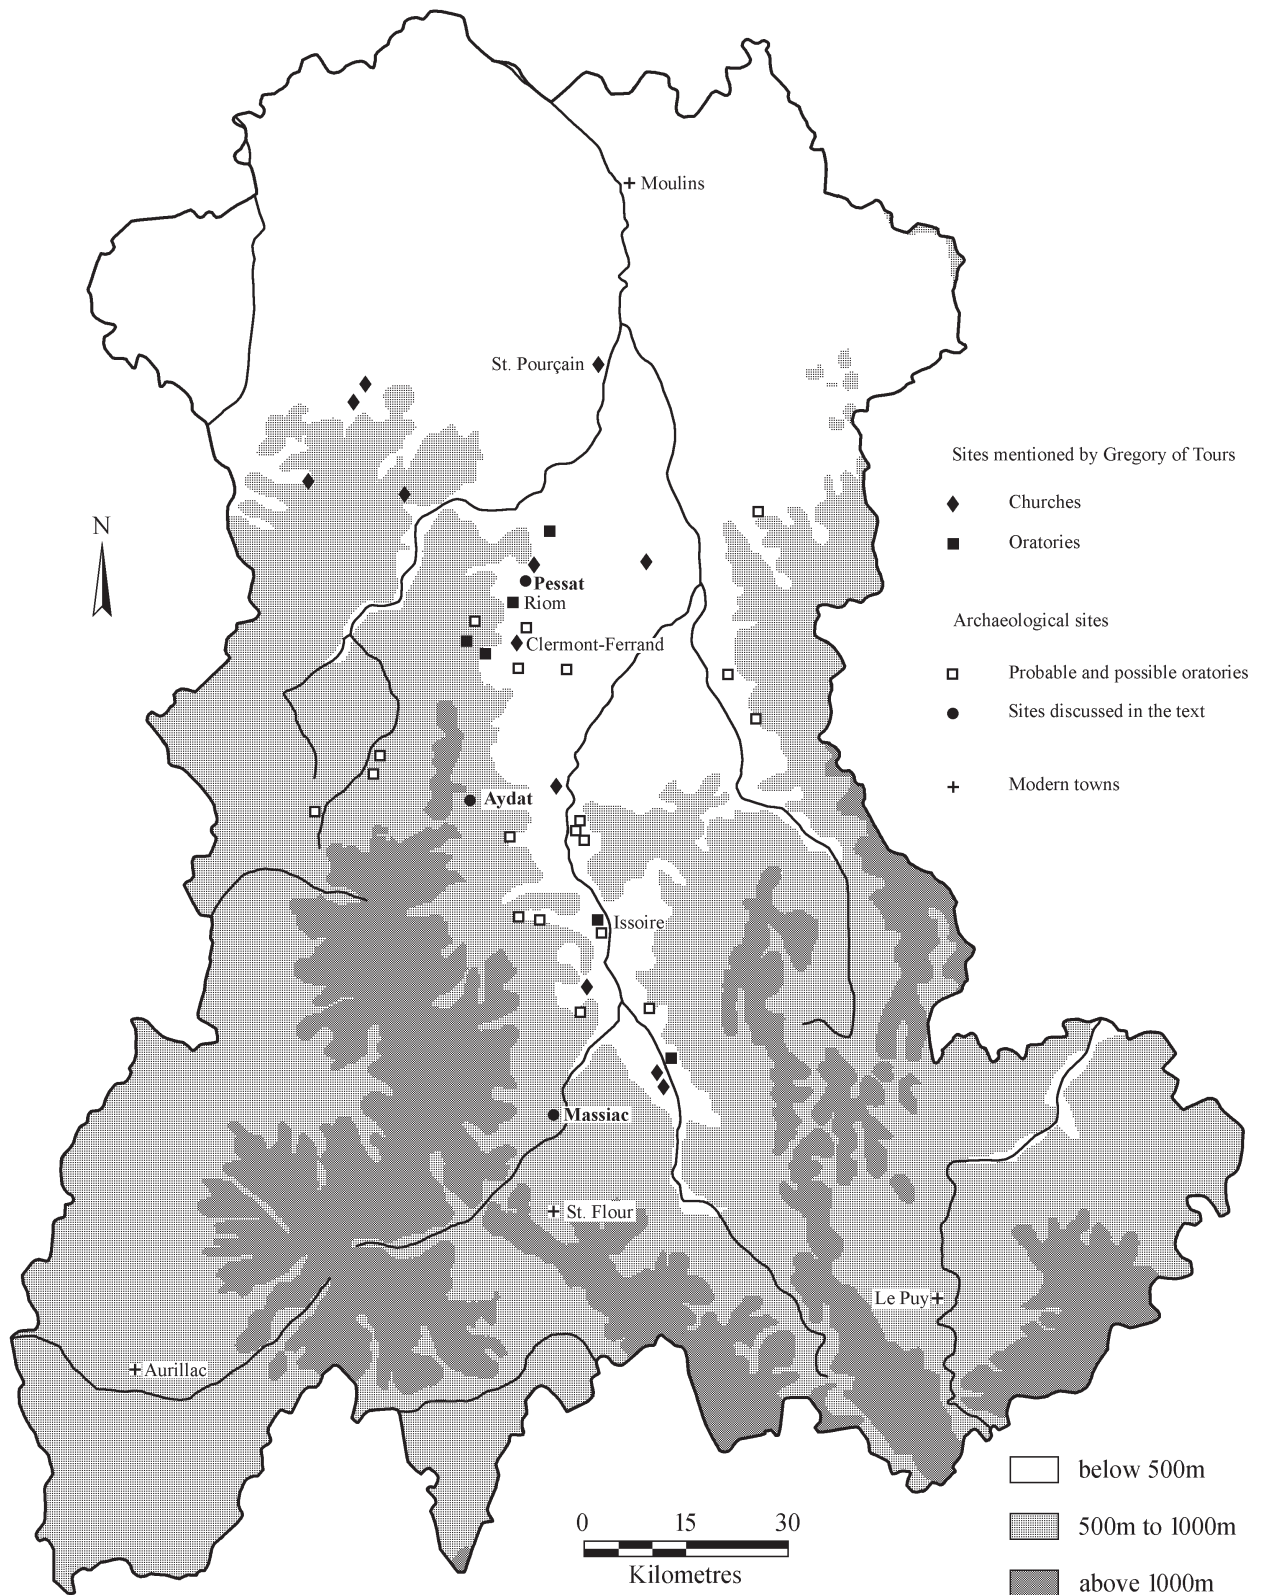 Moulins
St. Pourçain
Sites mentioned by Gregory of Tours
Churches
Oratories
N
Pessat
Riom
Clermont-Ferrand
Archaeological sites
Probable and possible oratories
Sites discussed in the text
Modern towns
Aydat
Issoire
Massiac
St. Flour
Le Puy
Aurillac
below 500m
500m to 1000m
above 1000m
0 15 30
Kilometres